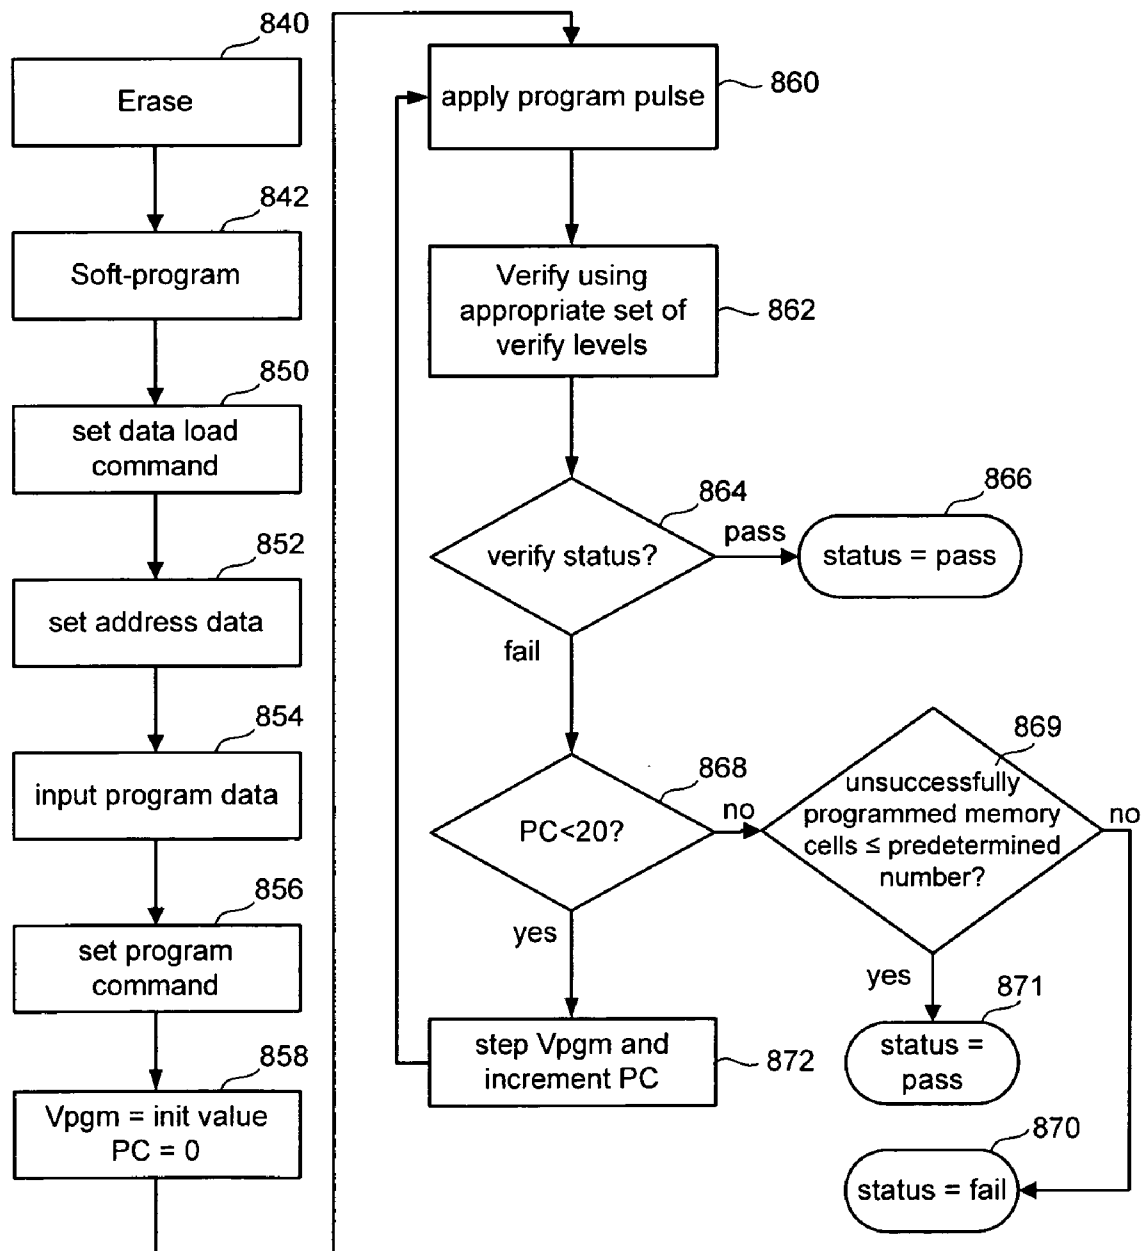 840
Erase
842
Soft-program
850
set data load
command
852
set address data
854
input program data
856
set program
command
858
Vpgm = init value
PC = 0
apply program pulse
860
Verify using
appropriate set of
verify levels
862
864
verify status?
pass
866
status = pass
fail
868
PC<20?
no
869
unsuccessfully
programmed memory
cells ≤ predetermined
number?
no
yes
yes
871
status =
pass
step Vpgm and
increment PC
872
870
status = fail